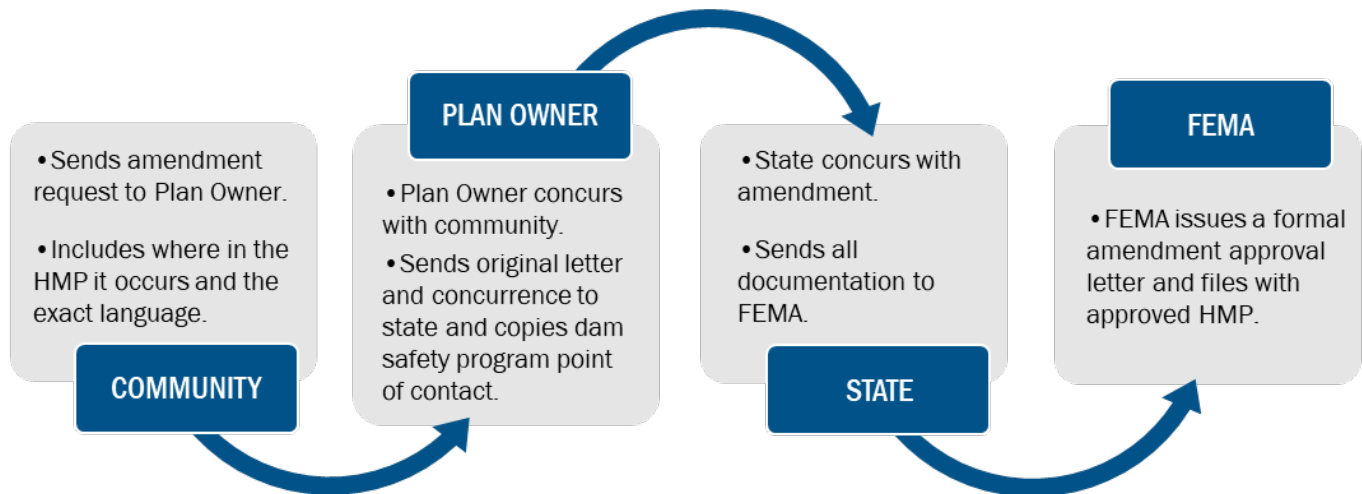 •Sends amendment
request to Plan Owner.
•Includes where in the
HMP it occurs and the
exact language.
COMMUNITY
PLAN OWNER
•Plan Owner concurs
with community.
•Sends original letter
and concurrence to
state and copies dam
safety program point
of contact.
•State concurs with
amendment.
•Sends all
documentation to
FEMA.
STATE
FEMA
•FEMA issues a formal
amendment approval
letter and files with
approved HMP.